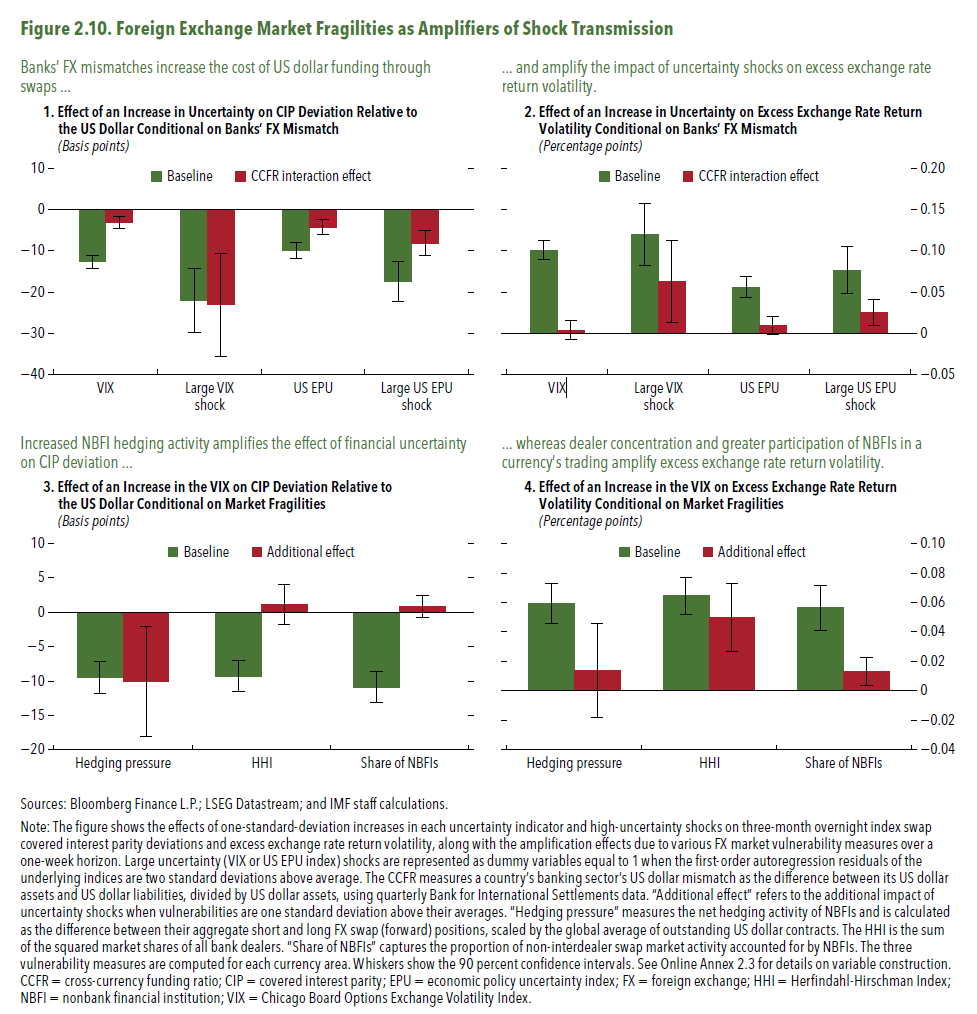 Figure 2.10. Foreign Exchange Market Fragilities as Amplifiers of Shock Transmission
Banks’ FX mismatches increase the cost of US dollar funding through
swaps ...
1. Effect of an Increase in Uncertainty on CIP Deviation Relative to
the US Dollar Conditional on Banks’ FX Mismatch
(Basis points)
Baseline
CCFR interaction effect
10
0
−10
−20
−30
−40
VIX
Large VIX
shock
US EPU
Large US EPU
shock
... and amplify the impact of uncertainty shocks on excess exchange rate
return volatility.
2. Effect of an Increase in Uncertainty on Excess Exchange Rate Return
Volatility Conditional on Banks’ FX Mismatch
(Percentage points)
Baseline
CCFR interaction effect
0.20
0.15
0.10
0.05
0
−0.05
VIX
Large VIX
shock
US EPU
Large US EPU
shock
Increased NBFI hedging activity amplifies the effect of financial uncertainty
on CIP deviation ...
3. Effect of an Increase in the VIX on CIP Deviation Relative to
the US Dollar Conditional on Market Fragilities
(Basis points)
Baseline
Additional effect
10
5
0
−5
−10
−15
−20
Hedging pressure
HHI
Share of NBFIs
... whereas dealer concentration and greater participation of NBFIs in a
currency’s trading amplify excess exchange rate return volatility.
4. Effect of an Increase in the VIX on Excess Exchange Rate Return
Volatility Conditional on Market Fragilities
(Percentage points)
Baseline
Additional effect
0.10
0.08
0.06
0.04
0.02
0
−0.02
−0.04
Hedging pressure
HHI
Share of NBFIs
Sources: Bloomberg Finance L.P.; LSEG Datastream; and IMF staff calculations.
Note: The figure shows the effects of one-standard-deviation increases in each uncertainty indicator and high-uncertainty shocks on three-month overnight index swap
covered interest parity deviations and excess exchange rate return volatility, along with the amplification effects due to various FX market vulnerability measures over a
one-week horizon. Large uncertainty (VIX or US EPU index) shocks are represented as dummy variables equal to 1 when the first-order autoregression residuals of the
underlying indices are two standard deviations above average. The CCFR measures a country’s banking sector’s US dollar mismatch as the difference between its US dollar
assets and US dollar liabilities, divided by US dollar assets, using quarterly Bank for International Settlements data. “Additional effect” refers to the additional impact of
uncertainty shocks when vulnerabilities are one standard deviation above their averages. “Hedging pressure” measures the net hedging activity of NBFIs and is calculated
as the difference between their aggregate short and long FX swap (forward) positions, scaled by the global average of outstanding US dollar contracts. The HHI is the sum
of the squared market shares of all bank dealers. “Share of NBFIs” captures the proportion of non-interdealer swap market activity accounted for by NBFIs. The three
vulnerability measures are computed for each currency area. Whiskers show the 90 percent confidence intervals. See Online Annex 2.3 for details on variable construction.
CCFR = cross-currency funding ratio; CIP = covered interest parity; EPU = economic policy uncertainty index; FX = foreign exchange; HHI = Herfindahl-Hirschman Index;
NBFI = nonbank financial institution; VIX = Chicago Board Options Exchange Volatility Index.